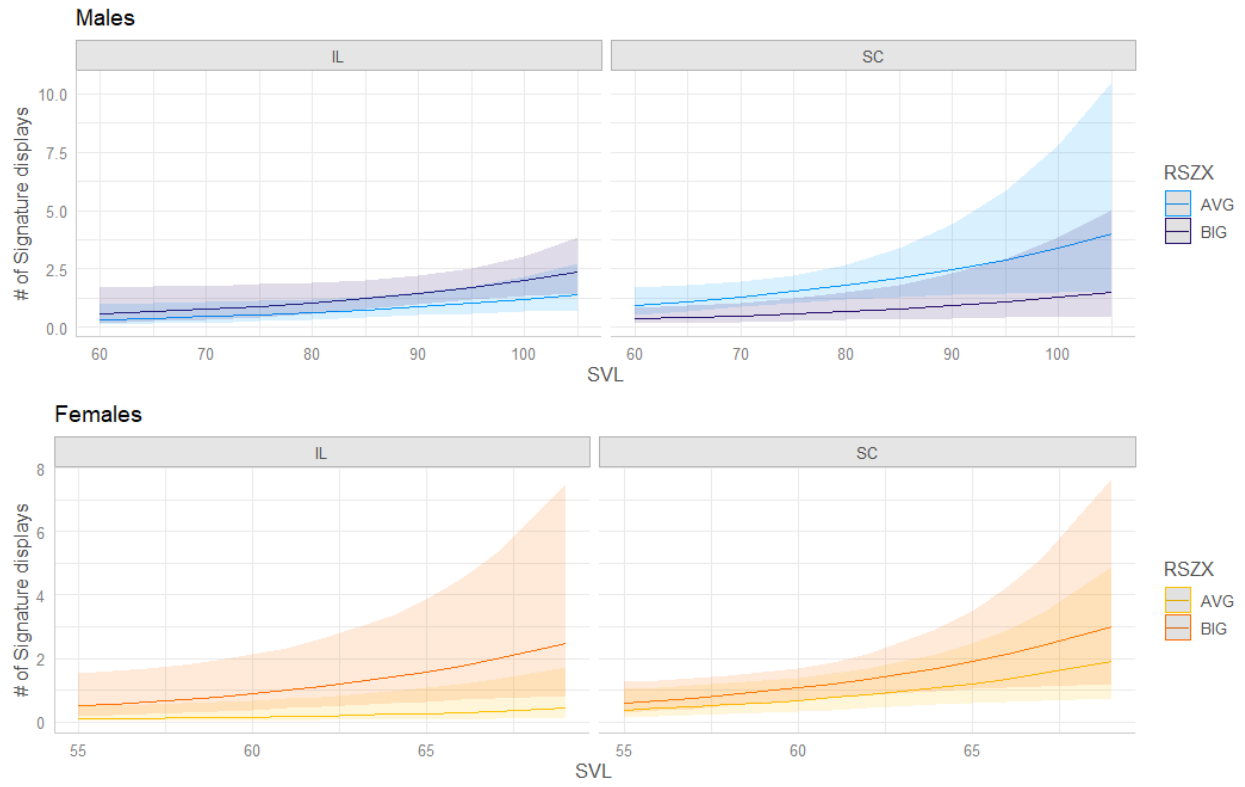 Males
IL SC
# of Signature displays
10.0
7.5
5.0
2.5
0.0
60 70 80 90 100 60 70 80 90 100
SVL
RSZX
AVG
BIG
Females
IL SC
# of Signature displays
8
6
4
2
0
55 60 65 55 60 65
SVL
RSZX
AVG
BIG